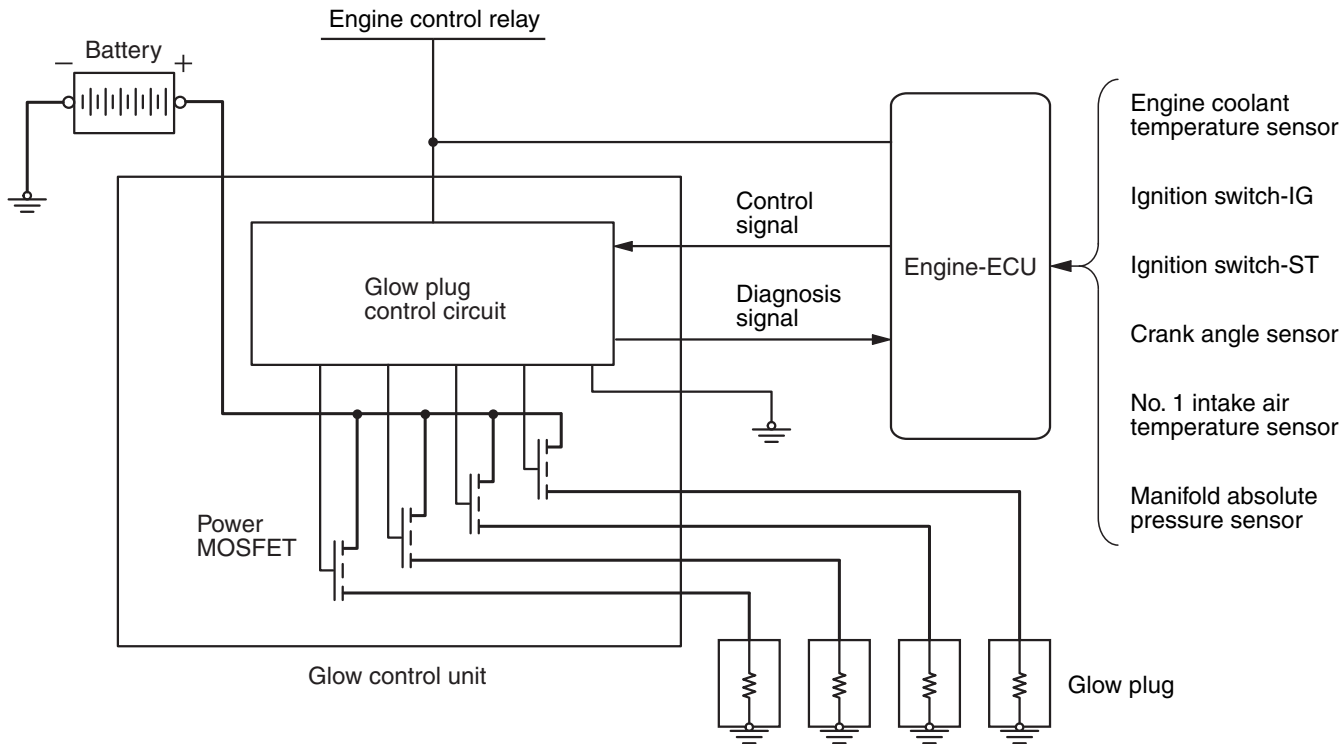 Engine control relay
Battery
− +
Engine coolant
temperature sensor
Ignition switch-IG
Ignition switch-ST
Crank angle sensor
No. 1 intake air
temperature sensor
Manifold absolute
pressure sensor
Control
signal
Engine-ECU
Diagnosis
signal
Glow plug
control circuit
Power
MOSFET
Glow control unit
Glow plug